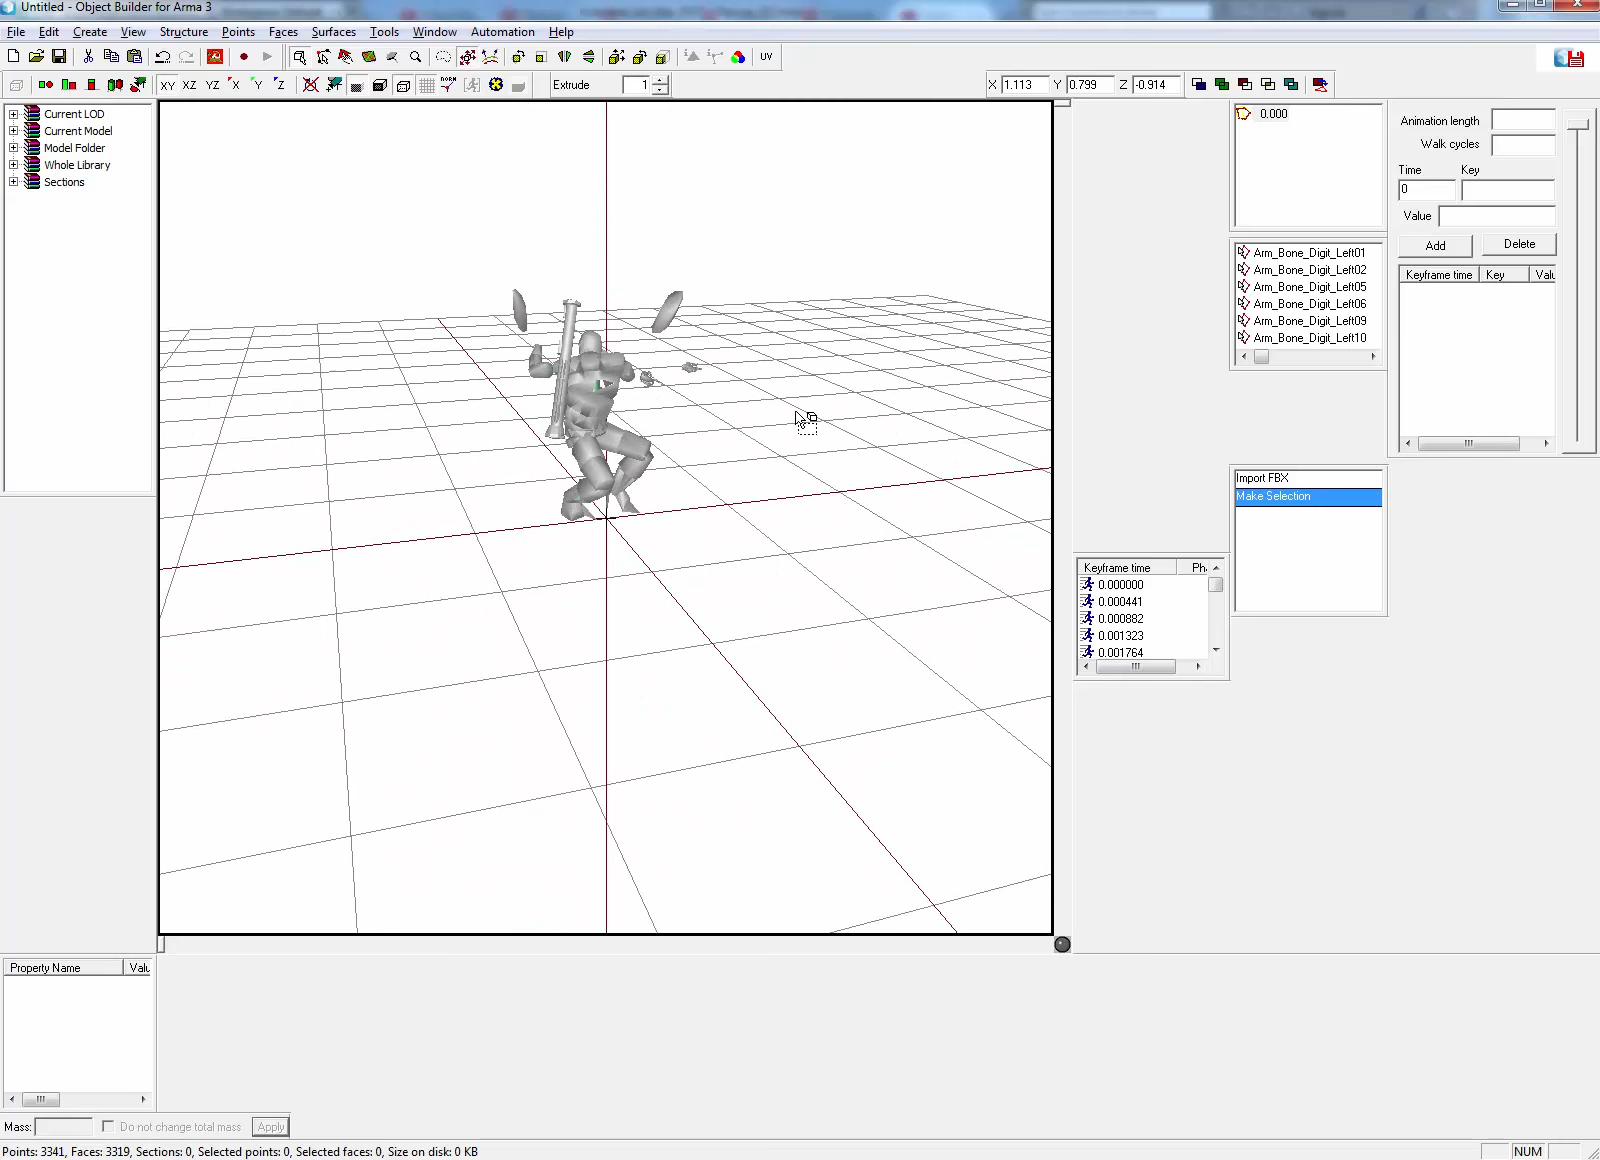 Untitled - Object Builder for Arma 3
File Edit Create View Structure Points Faces Surfaces Tools Window Automation Help
UV
XY XZ YZ X Y Z NORM Extrude 1 X 1.113 Y 0.799 Z -0.914
Current LOD
Current Model
Model Folder
Whole Library
Sections
0.000
Arm_Bone_Digit_Left01
Arm_Bone_Digit_Left02
Arm_Bone_Digit_Left05
Arm_Bone_Digit_Left06
Arm_Bone_Digit_Left09
Arm_Bone_Digit_Left10
Animation length
Walk cycles
Time Key
0
Value
Add Delete
Keyframe time Key Valu
Import FBX
Make Selection
Keyframe time Pha
0.000000
0.000441
0.000882
0.001323
0.001764
Property Name Valu
Mass: Do not change total mass Apply
Points: 3341, Faces: 3319, Sections: 0, Selected points: 0, Selected faces: 0, Size on disk: 0 KB NUM